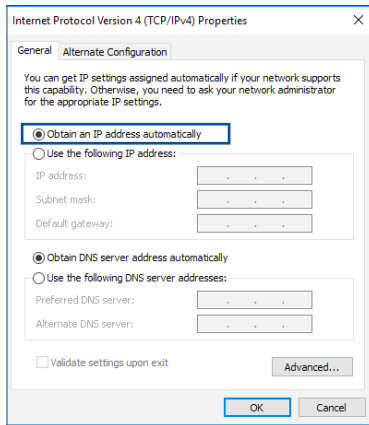 Internet Protocol Version 4 (TCP/IPv4) Properties
General Alternate Configuration
You can get IP settings assigned automatically if your network supports
this capability. Otherwise, you need to ask your network administrator
for the appropriate IP settings.
Obtain an IP address automatically
Use the following IP address:
IP address:
Subnet mask:
Default gateway:
Obtain DNS server address automatically
Use the following DNS server addresses:
Preferred DNS server:
Alternate DNS server:
Validate settings upon exit
Advanced...
OK Cancel